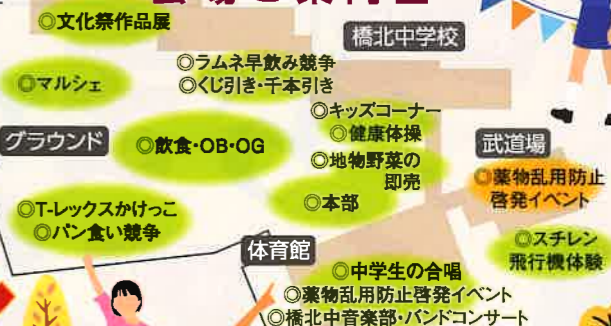 ◎文化祭作品展
橋北中学校
◎マルシェ
◎ラムネ早飲み競争
◎くじ引き・千本引き
グラウンド
◎飲食・OB・OG
◎キッズコーナー
◎健康体操
◎地物野菜の
即売
◎本部
武道場
◎薬物乱用防止
啓発イベント
◎T-レックスかけっこ
◎パン食い競争
◎スチレン
飛行機体験
体育館
◎中学生の合唱
◎薬物乱用防止啓発イベント
◎橋北中音楽部・バンドコンサート